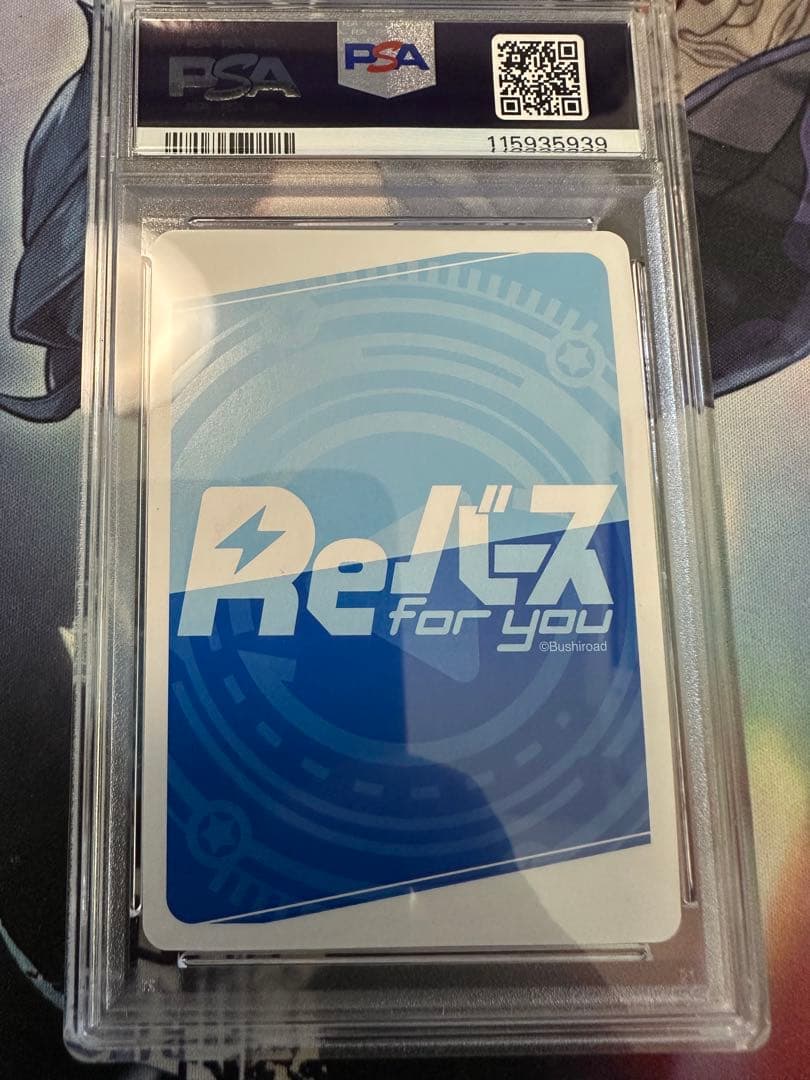 PSA
PSA
115935939
Reバース
for you
©Bushiroad